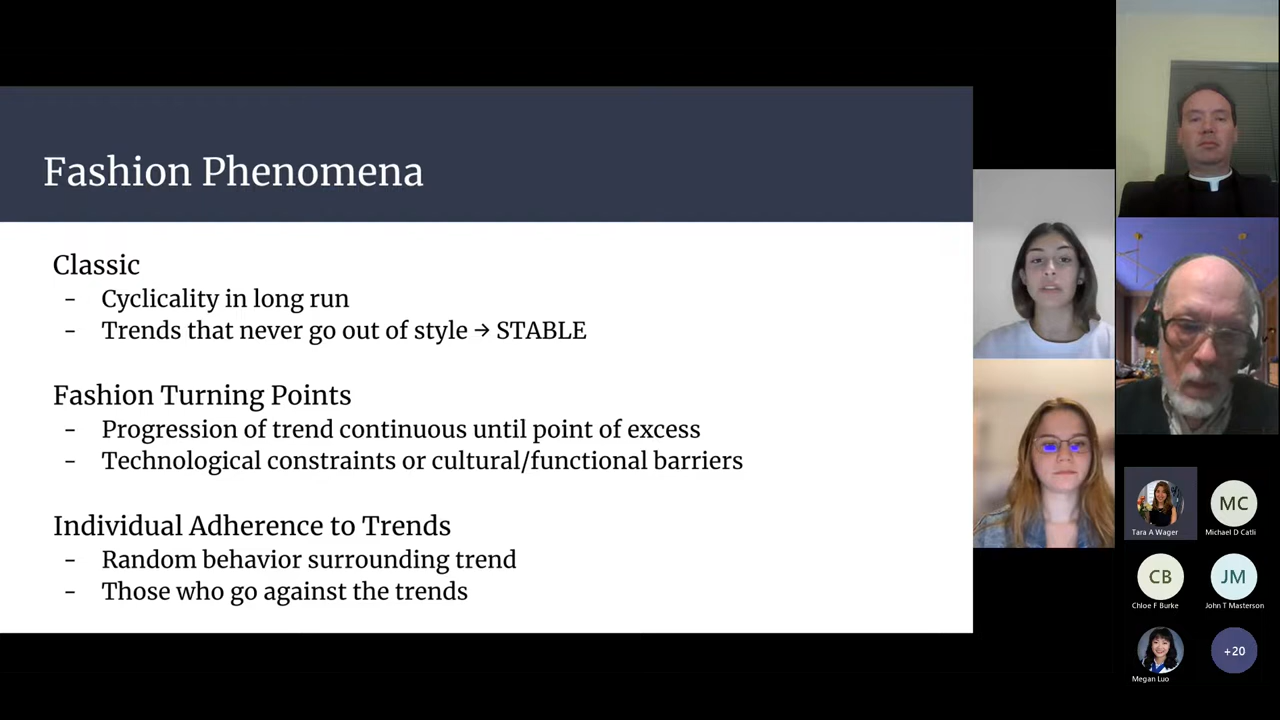 Fashion Phenomena
Classic
- Cyclicality in long run
- Trends that never go out of style → STABLE
Fashion Turning Points
- Progression of trend continuous until point of excess
- Technological constraints or cultural/functional barriers
Individual Adherence to Trends
- Random behavior surrounding trend
- Those who go against the trends
MC
Tara A Wager
Michael D Catli
CB
JM
Chloe F Burke
John T Masterson
+20
Megan Luo